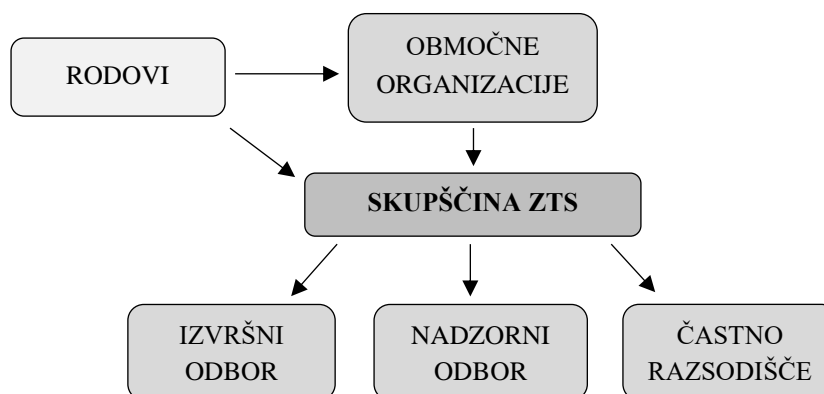 RODOVI
OBMOČNE
ORGANIZACIJE
SKUPŠČINA ZTS
IZVRŠNI
ODBOR
NADZORNI
ODBOR
ČASTNO
RAZSODIŠČE